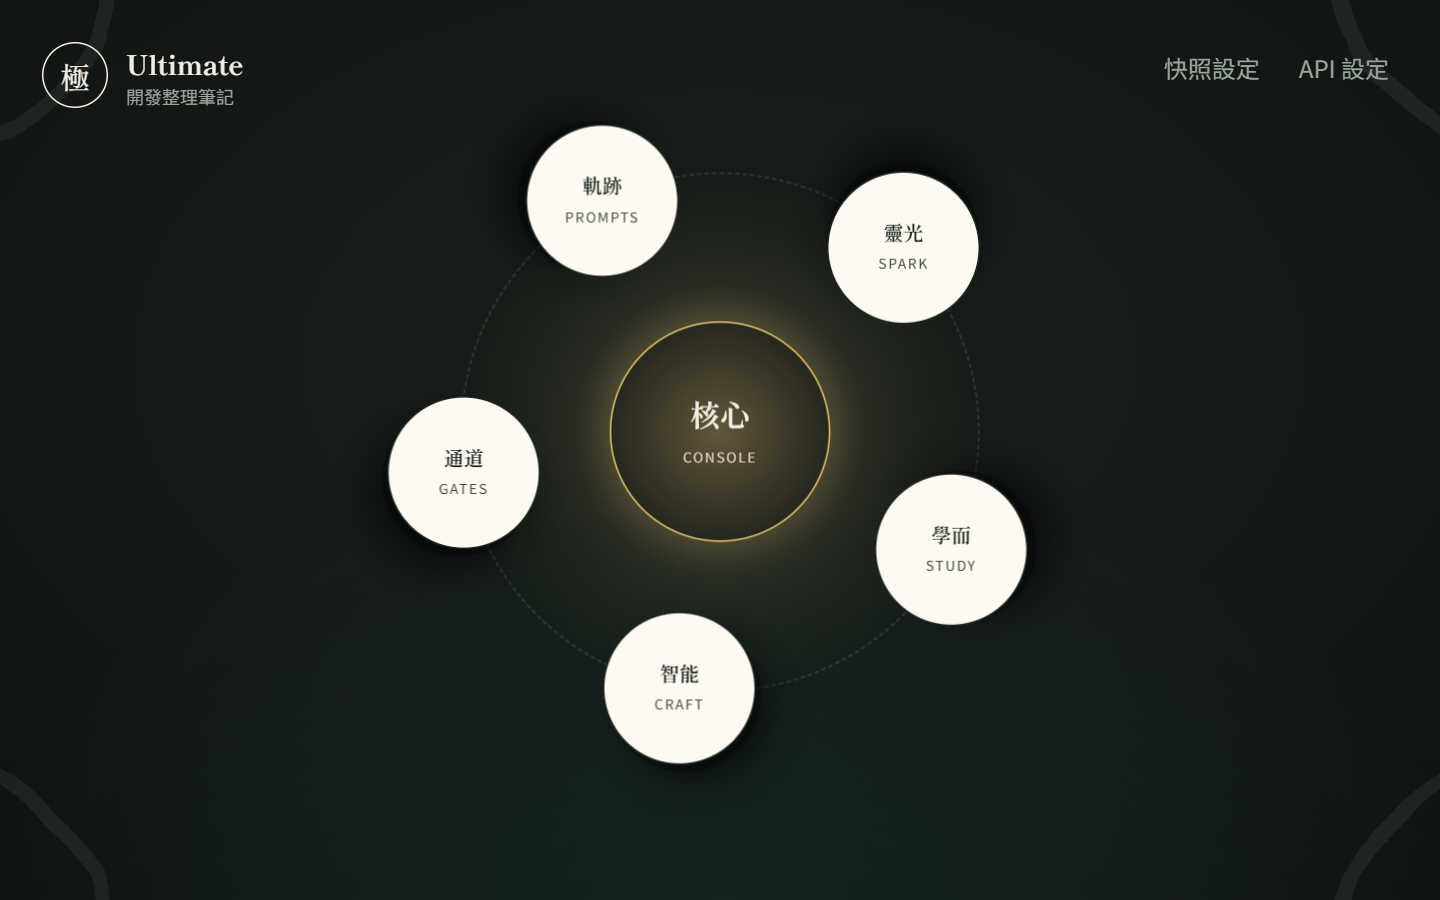 極
Ultimate
開發整理筆記
快照設定
API 設定
軌跡
PROMPTS
靈光
SPARK
核心
CONSOLE
通道
GATES
學而
STUDY
智能
CRAFT